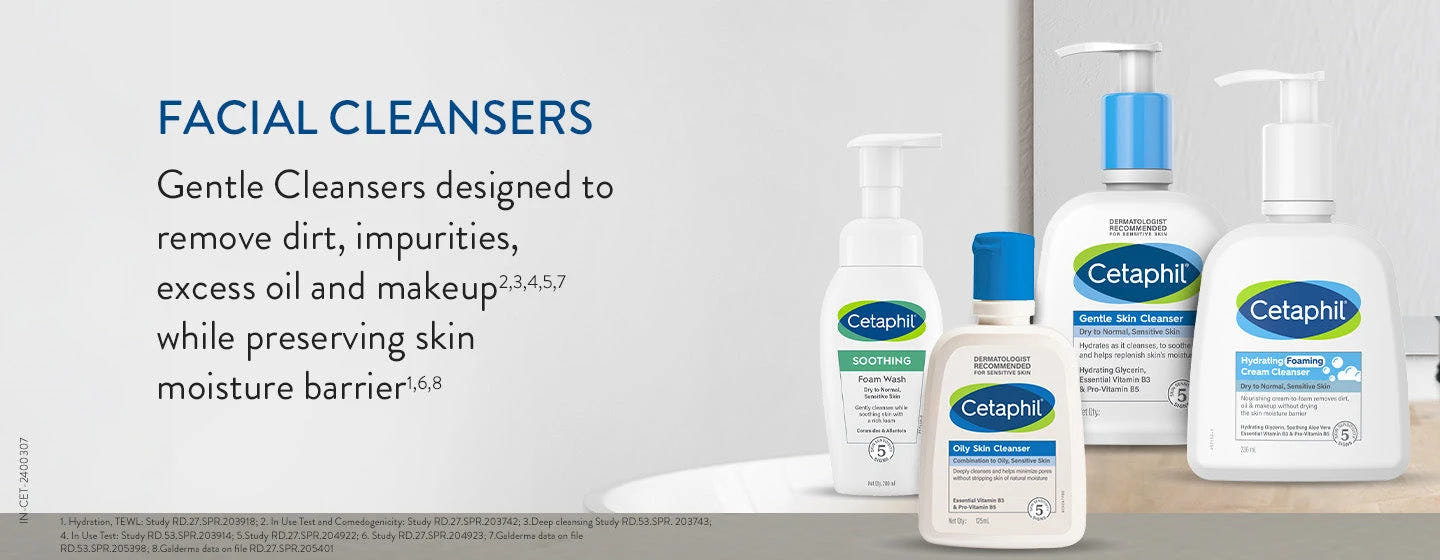 FACIAL CLEANSERS
Gentle Cleansers designed to
remove dirt, impurities,
excess oil and makeup2,3,4,5,7
while preserving skin
moisture barrier1,6,8
Cetaphil
SOOTHING
Foam Wash
Dry to Normal,
Sensitive Skin
Gently cleanses while
soothing skin with
a rich foam
Ceramides & Allantoin
SKIN SENSITIVITY
5
SIGNS
Net Qty. 200 ml
DERMATOLOGIST
RECOMMENDED
FOR SENSITIVE SKIN
Cetaphil
Oily Skin Cleanser
Combination to Oily, Sensitive Skin
Deeply cleanses and helps minimize pores
without stripping skin of natural moisture
Essential Vitamin B3
5
SIGNS
Net Qty: 125mL
DERMATOLOGIST
RECOMMENDED
FOR SENSITIVE SKIN
Cetaphil®
Gentle Skin Cleanser
Dry to Normal, Sensitive Skin
Hydrates as it cleanses, to soothe
and helps replenish skin's moistu
Hydrating Glycerin,
Essential Vitamin B3
& Pro-Vitamin B5
5
et Qty:
Cetaphil
Hydrating Foaming
Cream Cleanser
Dry to Normal, Sensitive Skin
Nourishing cream-to-foam removes dirt,
oil & makeup without drying
the skin moisture barrier
Hydrating Glycerin, Soothing Aloe Vera
Essential Vitamin B3 & Pro-Vitamin B5
5
SIGNS
236 mL
IN-CET-2400307
1. Hydration, TEWL: Study RD.27.SPR.203918; 2. In Use Test and Comedogenicity: Study RD.27.SPR.203742; 3.Deep cleansing Study RD.53.SPR. 203743;
4. In Use Test: Study RD.53.SPR.203914; 5.Study RD.27.SPR.204922; 6. Study RD.27.SPR.204923; 7.Galderma data on file
RD.53.SPR.205398; 8.Galderma data on file RD.27.SPR.205401